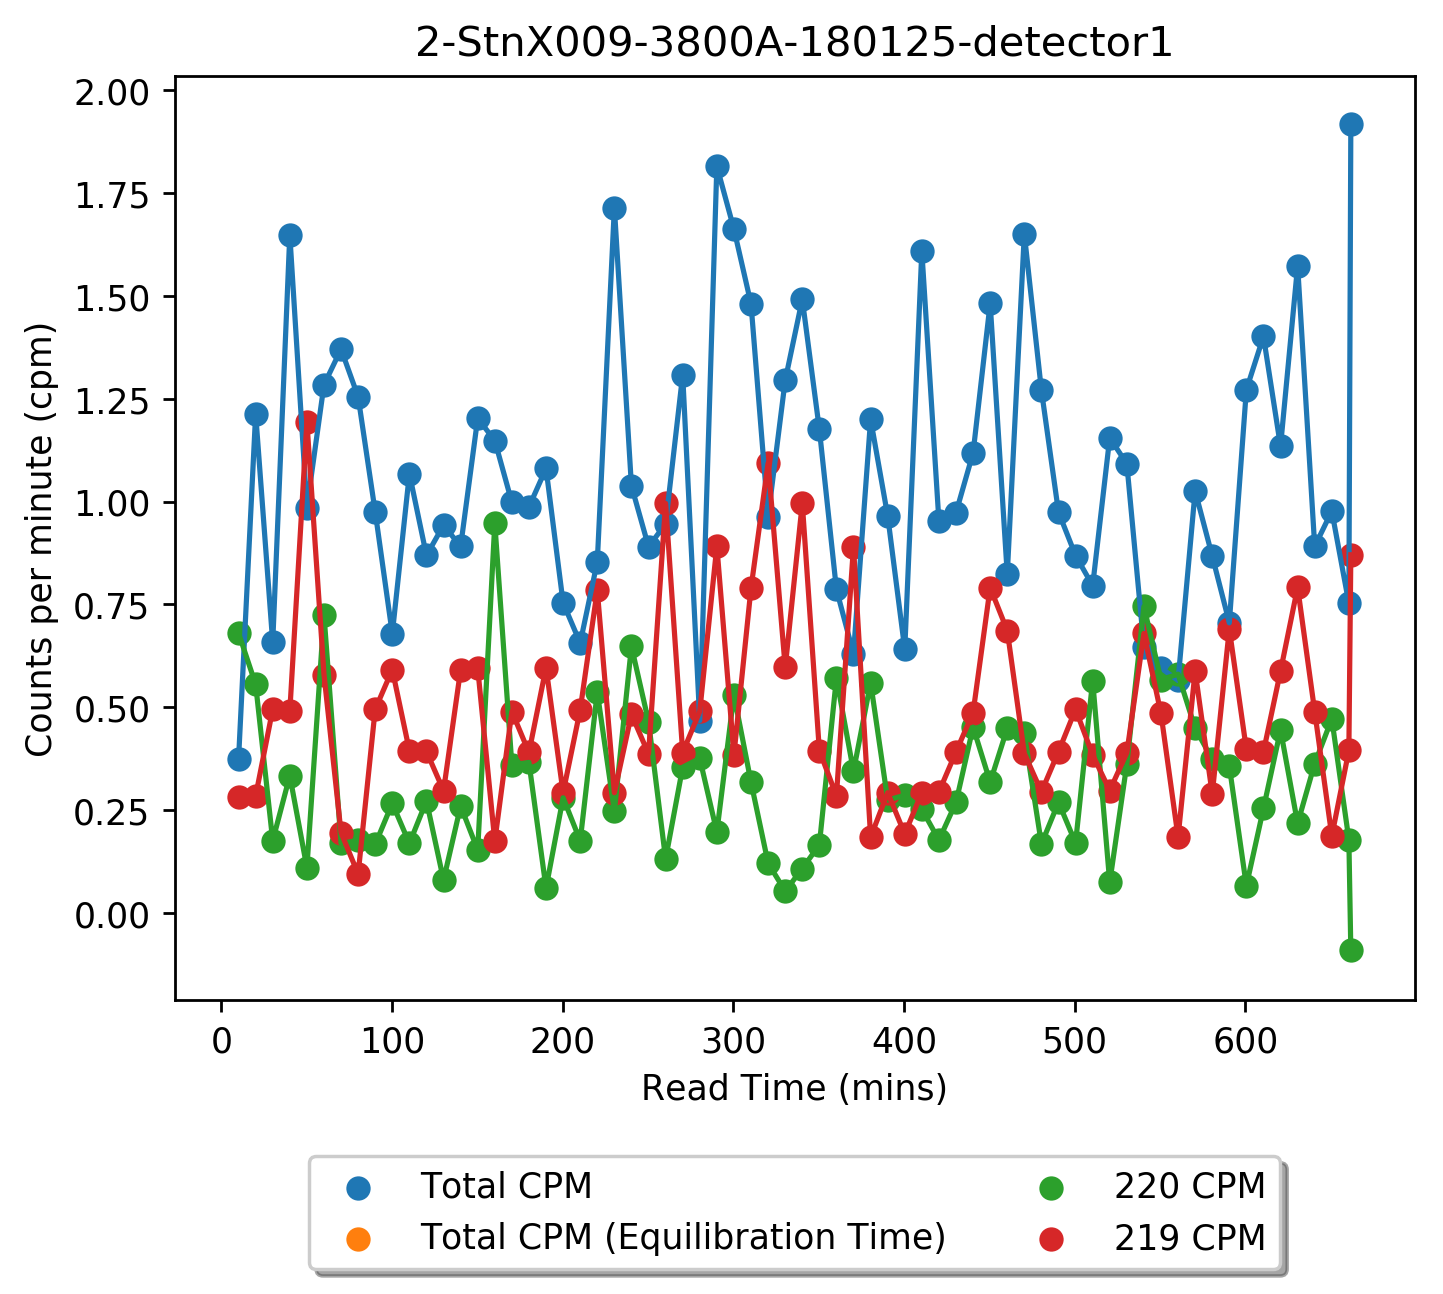 2-StnX009-3800A-180125-detector1
2.00
1.75
1.50
1.25
1.00
0.75
0.50
0.25
0.00
Counts per minute (cpm)
0 100 200 300 400 500 600
Read Time (mins)
Total CPM
Total CPM (Equilibration Time)
220 CPM
219 CPM